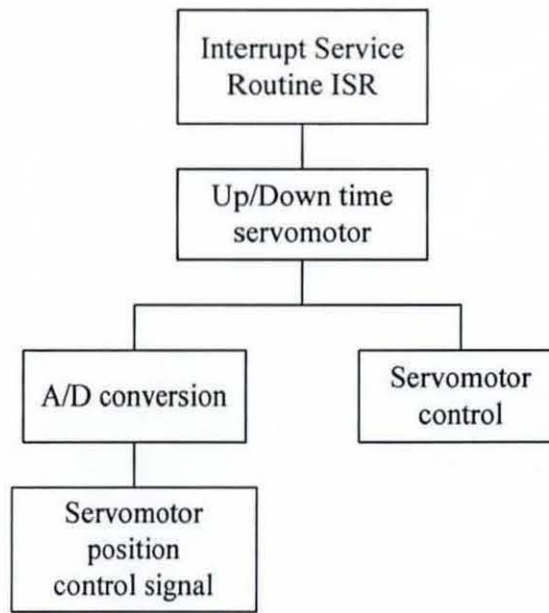 Interrupt Service
Routine ISR
Up/Down time
servomotor
A/D conversion
Servomotor
control
Servomotor
position
control signal